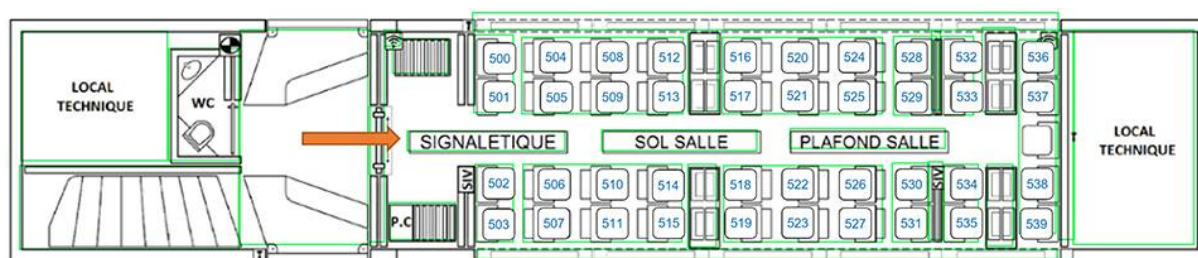 500 504 508 512 516 520 524 528 532 536
LOCAL
TECHNIQUE
WC
501 505 509 513 517 521 525 529 533 537
SIGNALETIQUE SOL SALLE PLAFOND SALLE
LOCAL
TECHNIQUE
SIV
SIV
502 506 510 514 518 522 526 530 534 538
P.C
503 507 511 515 519 523 527 531 535 539